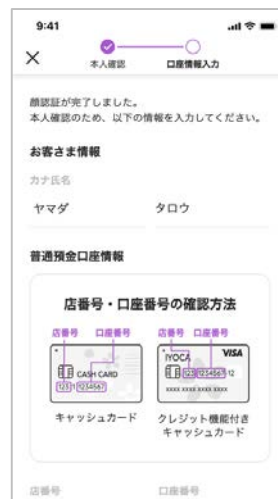 9:41
本人確認 口座情報入力
顔認証が完了しました。
本人確認のため、以下の情報を入力してください。
お客さま情報
カナ氏名
ヤマダ タロウ
普通預金口座情報
店番号・口座番号の確認方法
店番号 口座番号 店番号 口座番号
IYOCA VISA
CASH CARD 123 1234567 12
123 1234567 XXXX XXXX XXXX XXXX
キャッシュカード クレジット機能付き
キャッシュカード
店番号 口座番号